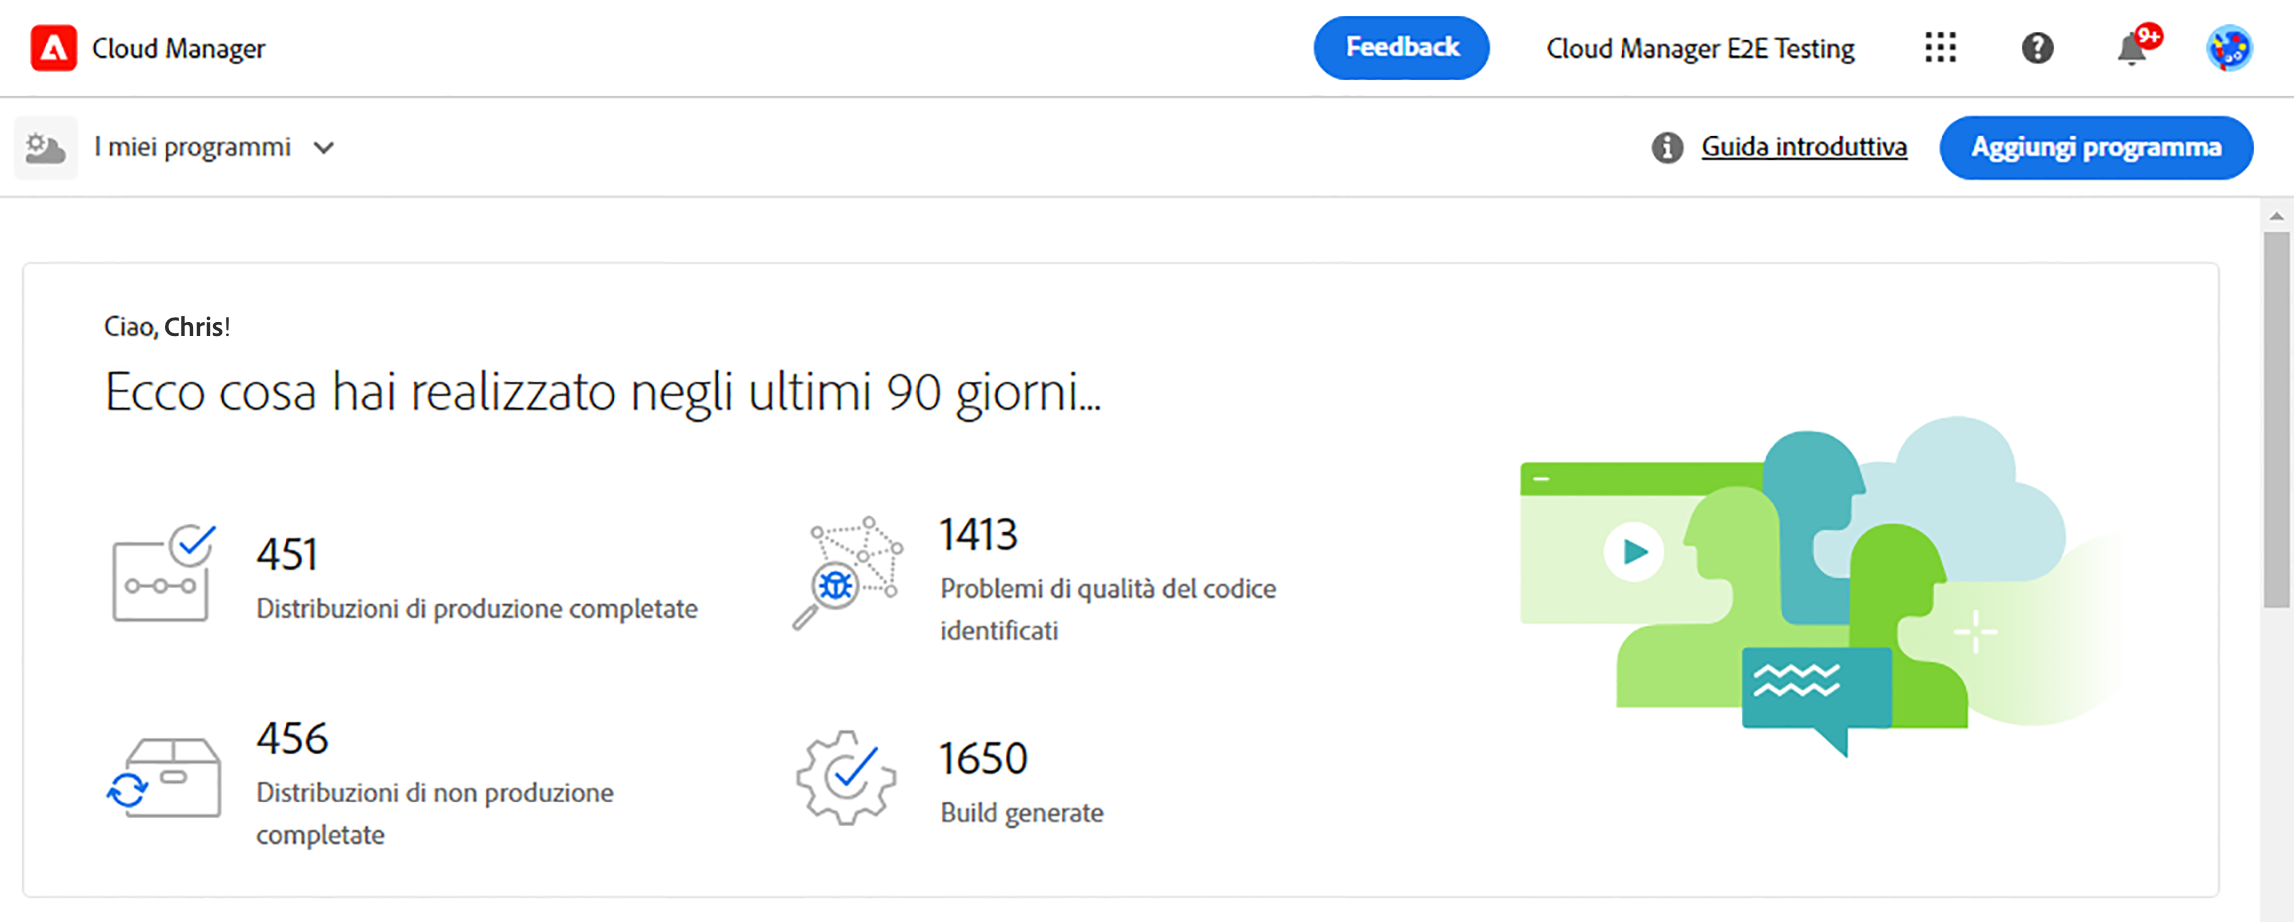 Cloud Manager
Feedback
Cloud Manager E2E Testing
9+
I miei programmi
Guida introduttiva
Aggiungi programma
Ciao, Chris!
Ecco cosa hai realizzato negli ultimi 90 giorni...
451
Distribuzioni di produzione completate
1413
Problemi di qualità del codice
identificati
456
Distribuzioni di non produzione
completate
1650
Build generate